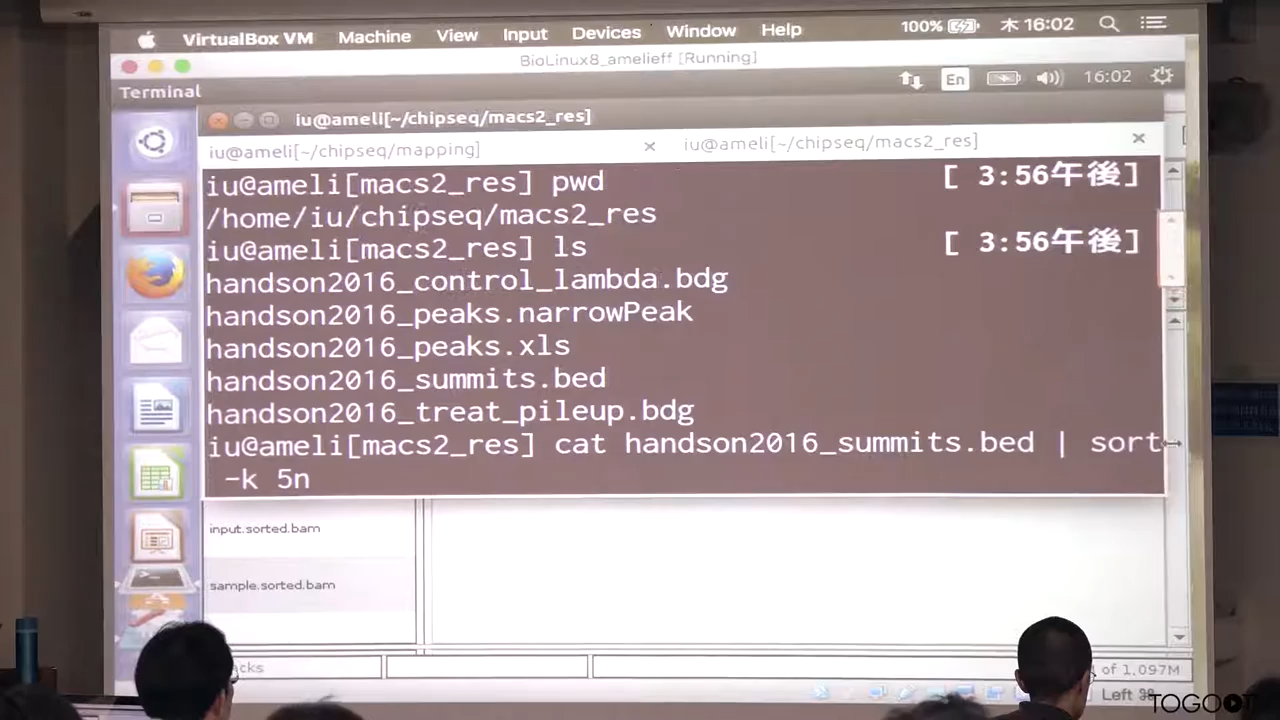 VirtualBox VM Machine View Input Devices Window Help 100% 木 16:02
BioLinux8_amelieff [Running]
Terminal En 16:02
iu@ameli[~/chipseq/macs2_res]
iu@ameli[~/chipseq/mapping] × iu@ameli[~/chipseq/macs2_res] ×
iu@ameli[macs2_res] pwd [ 3:56午後]
/home/iu/chipseq/macs2_res
iu@ameli[macs2_res] ls [ 3:56午後]
handson2016_control_lambda.bdg
handson2016_peaks.narrowPeak
handson2016_peaks.xls
handson2016_summits.bed
handson2016_treat_pileup.bdg
iu@ameli[macs2_res] cat handson2016_summits.bed | sort
-k 5n
input.sorted.bam
sample.sorted.bam
of 1,097M
Left ⌘